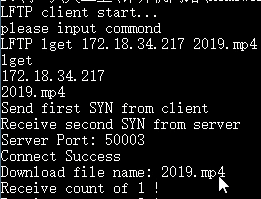 LFTP client start...
please input commond
LFTP lget 172.18.34.217 2019.mp4
lget
172.18.34.217
2019.mp4
Send first SYN from client
Receive second SYN from server
Server Port: 50003
Connect Success
Download file name: 2019.mp4
Receive count of 1 !